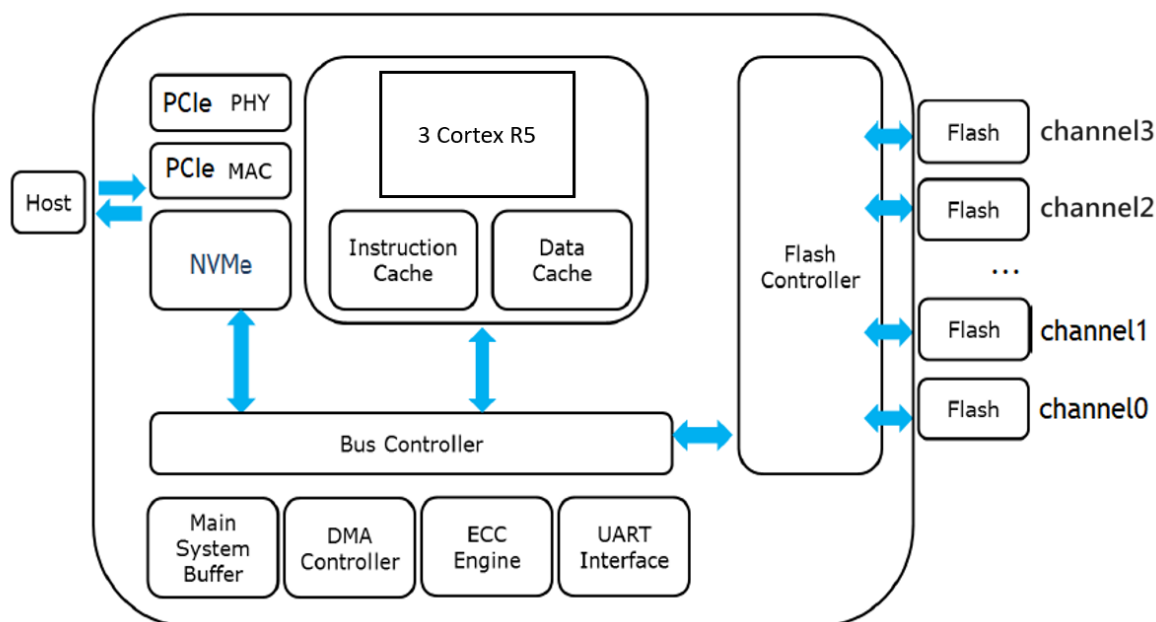 PCIe PHY
PCIe MAC
Host
NVMe
3 Cortex R5
Instruction
Cache
Data
Cache
Flash
Controller
Flash channel3
Flash channel2
...
Flash channel1
Flash channel0
Bus Controller
Main
System
Buffer
DMA
Controller
ECC
Engine
UART
Interface